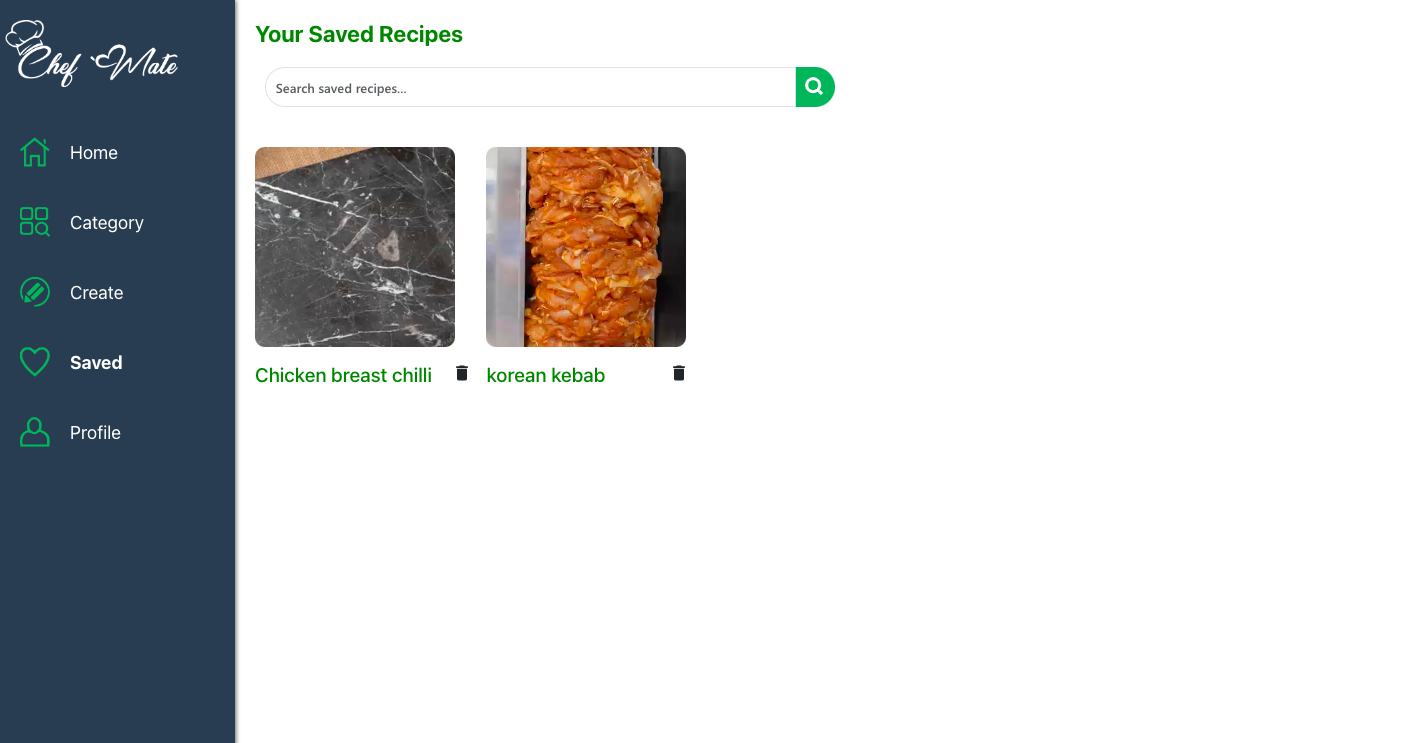 Chef Mate
Home
Category
Create
Saved
Profile
Your Saved Recipes
Search saved recipes...
Chicken breast chilli
korean kebab